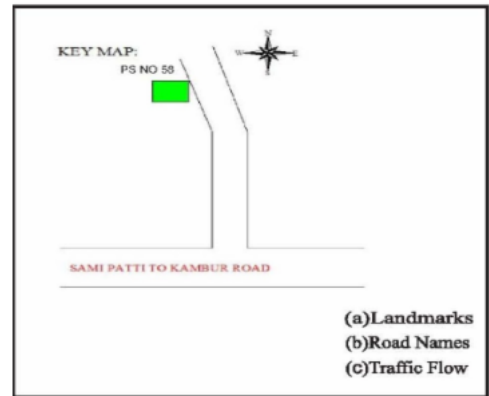 N
W E
S
KEY MAP:
PS NO 58
SAMI PATTI TO KAMBUR ROAD
(a)Landmarks
(b)Road Names
(c)Traffic Flow